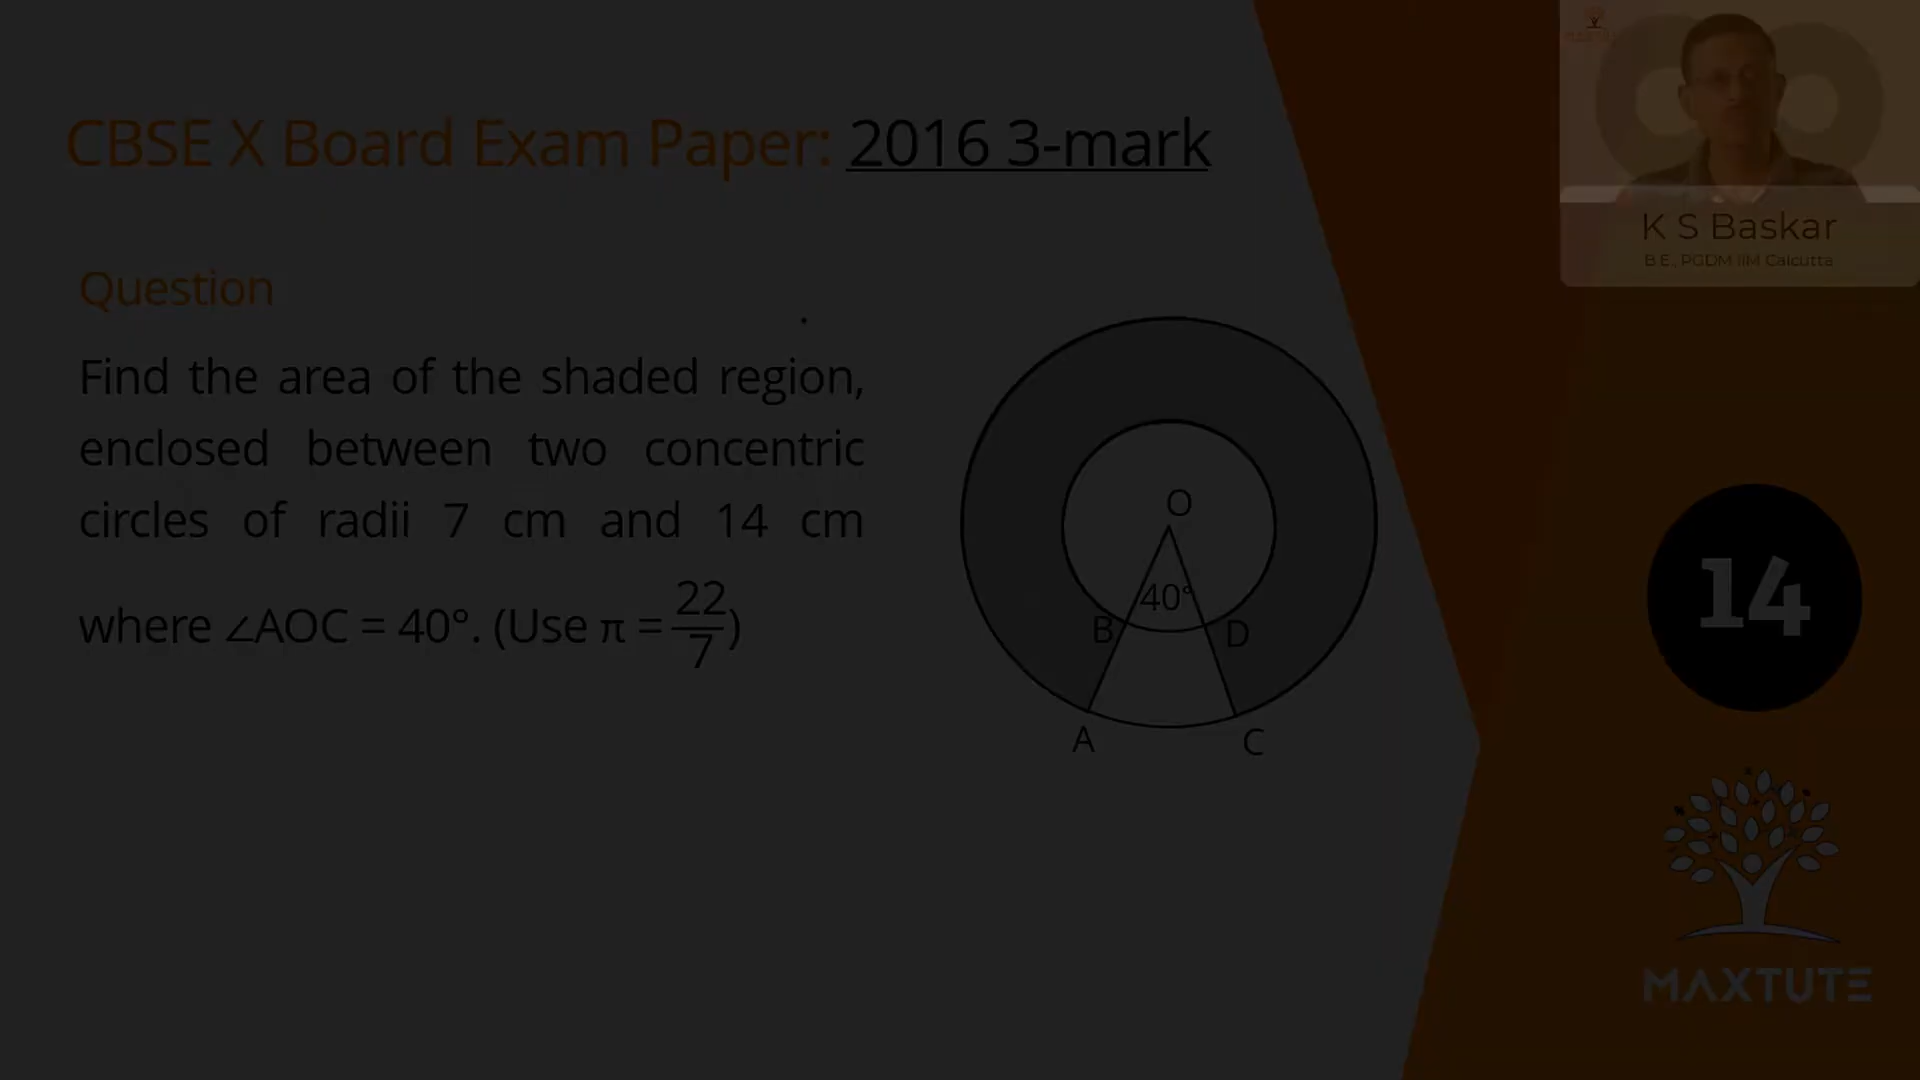 CBSE X Board Exam Paper: 2016 3-mark
K S Baskar
B.E., PGDM IIM Calcutta
Question
Find the area of the shaded region,
enclosed between two concentric
circles of radii 7 cm and 14 cm
where ∠AOC = 40°. (Use π = 22/7)
O
40°
B
D
A
C
14
MAXTUTE